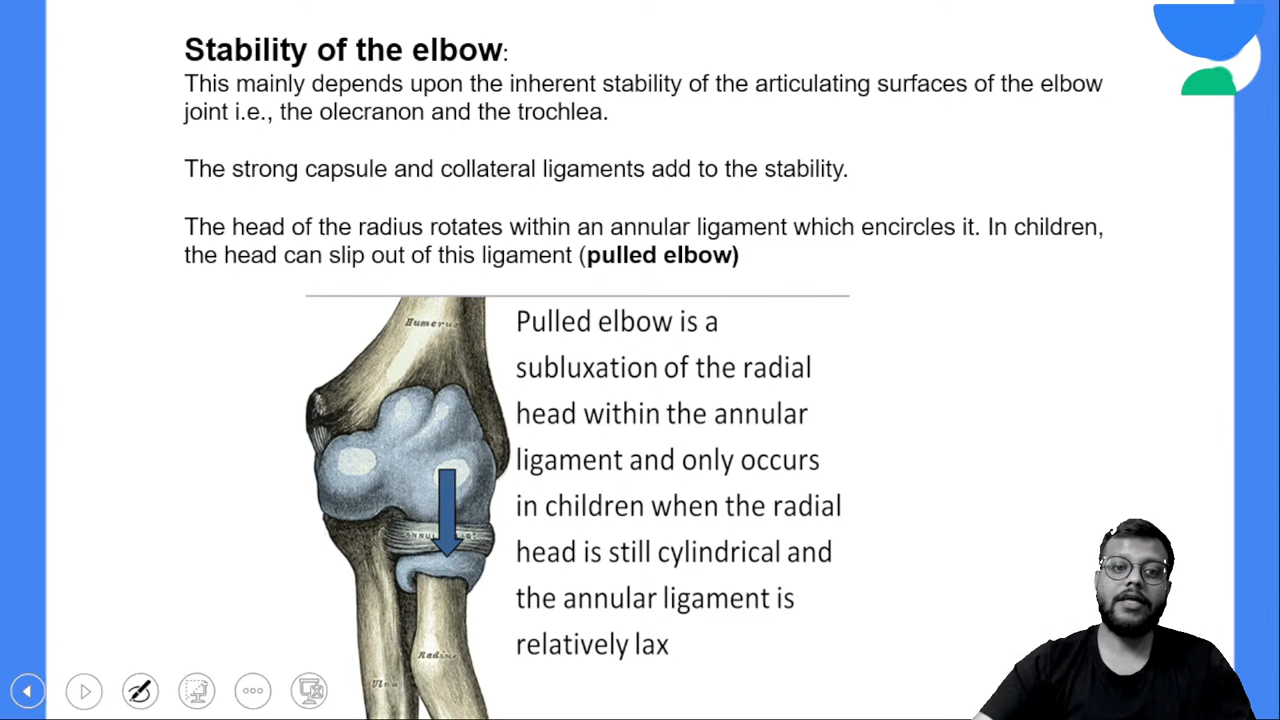 Stability of the elbow:
This mainly depends upon the inherent stability of the articulating surfaces of the elbow
joint i.e., the olecranon and the trochlea.
The strong capsule and collateral ligaments add to the stability.
The head of the radius rotates within an annular ligament which encircles it. In children,
the head can slip out of this ligament (pulled elbow)
Humerus
Pulled elbow is a
subluxation of the radial
head within the annular
ligament and only occurs
in children when the radial
head is still cylindrical and
the annular ligament is
relatively lax
Radius
Ulna